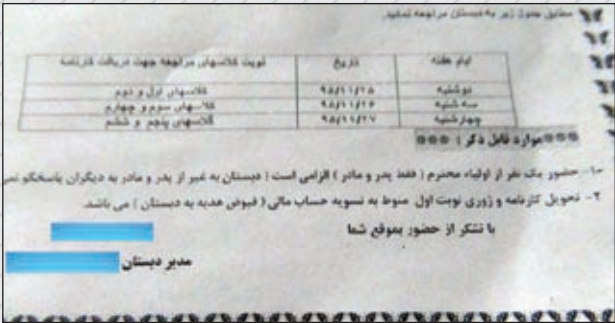 مطابق جدول زیر به دبستان مراجعه نمائید.
ایام هفته تاریخ نوبت کلاسهای مراجعه جهت دریافت کارنامه
دوشنبه ۹۵/۱۱/۲۵ کلاسهای اول و دوم
سه شنبه ۹۵/۱۱/۲۶ کلاسهای سوم و چهارم
چهارشنبه ۹۵/۱۱/۲۷ کلاسهای پنجم و ششم
موارد قابل ذکر :
۱- حضور یک نفر از اولیاء محترم ( فقط پدر و مادر ) الزامی است ( دبستان به غیر از پدر و مادر به دیگران پاسخگو نمی
۲- تحویل کارنامه و زوری نوبت اول منوط به تسویه حساب مالی ( فیوض هدیه به دبستان ) می باشد.
با تشکر از حضور بموقع شما
مدیر دبستان